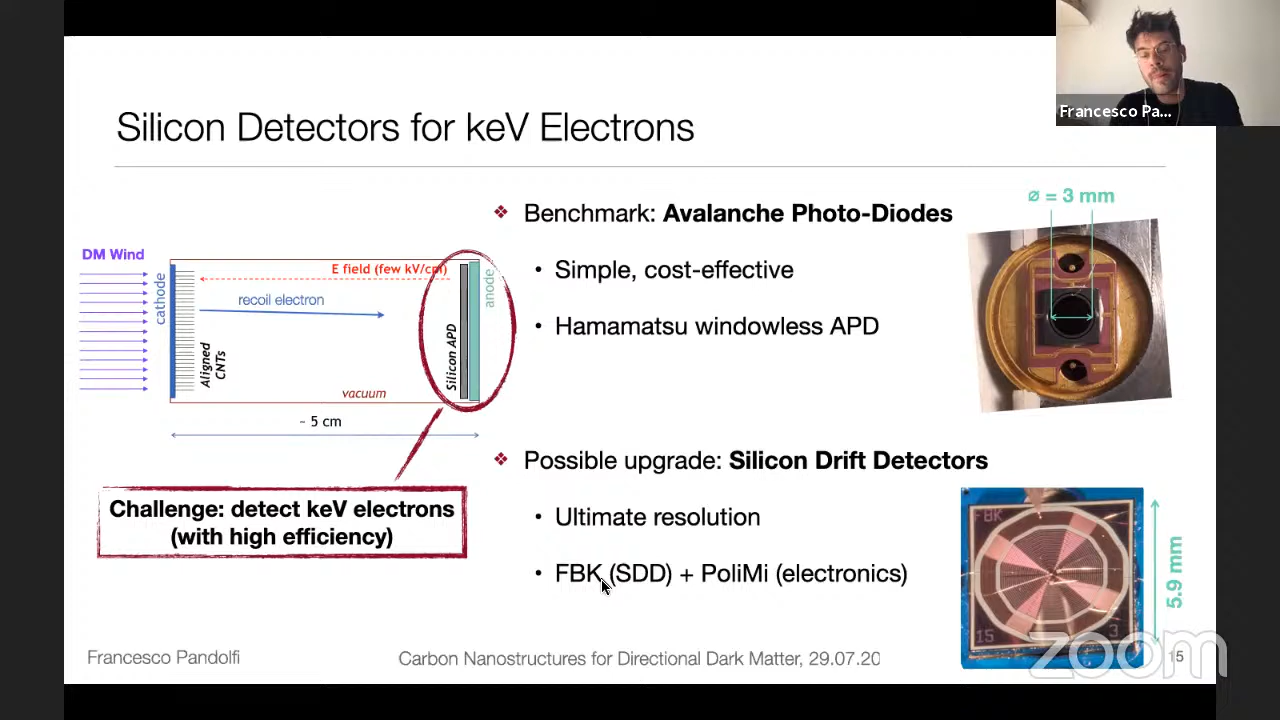 Francesco Pa...
Silicon Detectors for keV Electrons
DM Wind
cathode
E field (few kV/cm)
recoil electron
Aligned
CNTs
Silicon APD
anode
vacuum
~ 5 cm
Challenge: detect keV electrons
(with high efficiency)
❖ Benchmark: Avalanche Photo-Diodes
• Simple, cost-effective
• Hamamatsu windowless APD
⌀ = 3 mm
❖ Possible upgrade: Silicon Drift Detectors
• Ultimate resolution
• FBK (SDD) + PoliMi (electronics)
FBK
15
3
5.9 mm
Francesco Pandolfi
Carbon Nanostructures for Directional Dark Matter, 29.07.20
15
zoom